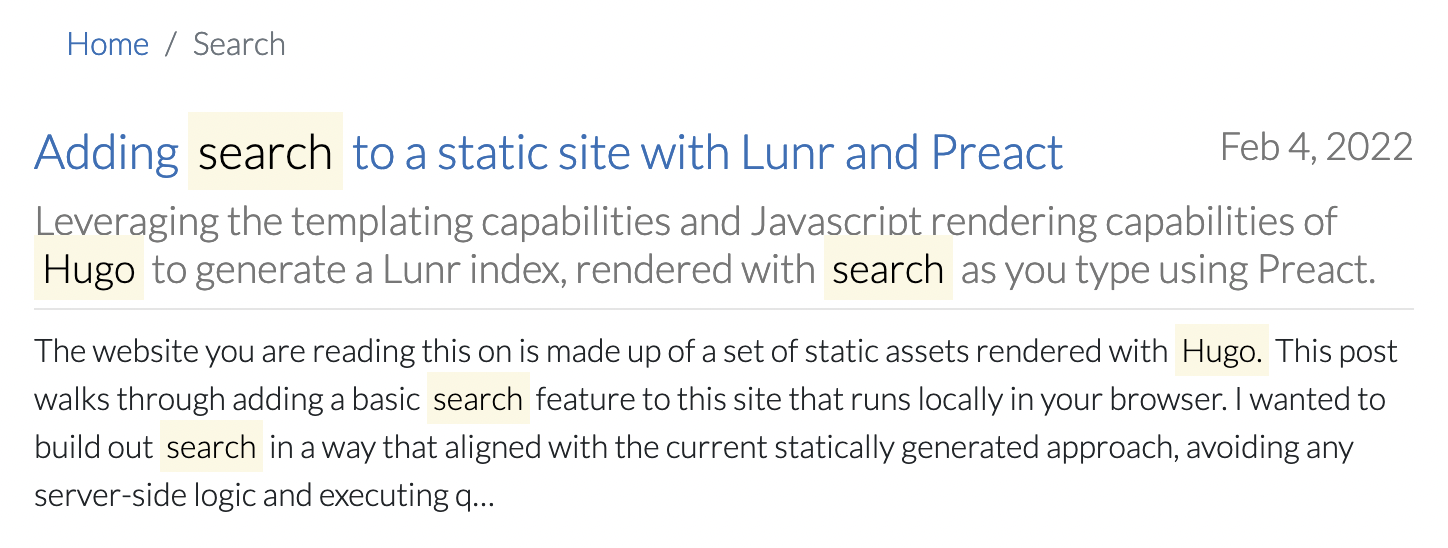 Home / Search
Adding search to a static site with Lunr and Preact
Feb 4, 2022
Leveraging the templating capabilities and Javascript rendering capabilities of
Hugo to generate a Lunr index, rendered with search as you type using Preact.
The website you are reading this on is made up of a set of static assets rendered with Hugo. This post
walks through adding a basic search feature to this site that runs locally in your browser. I wanted to
build out search in a way that aligned with the current statically generated approach, avoiding any
server-side logic and executing q...